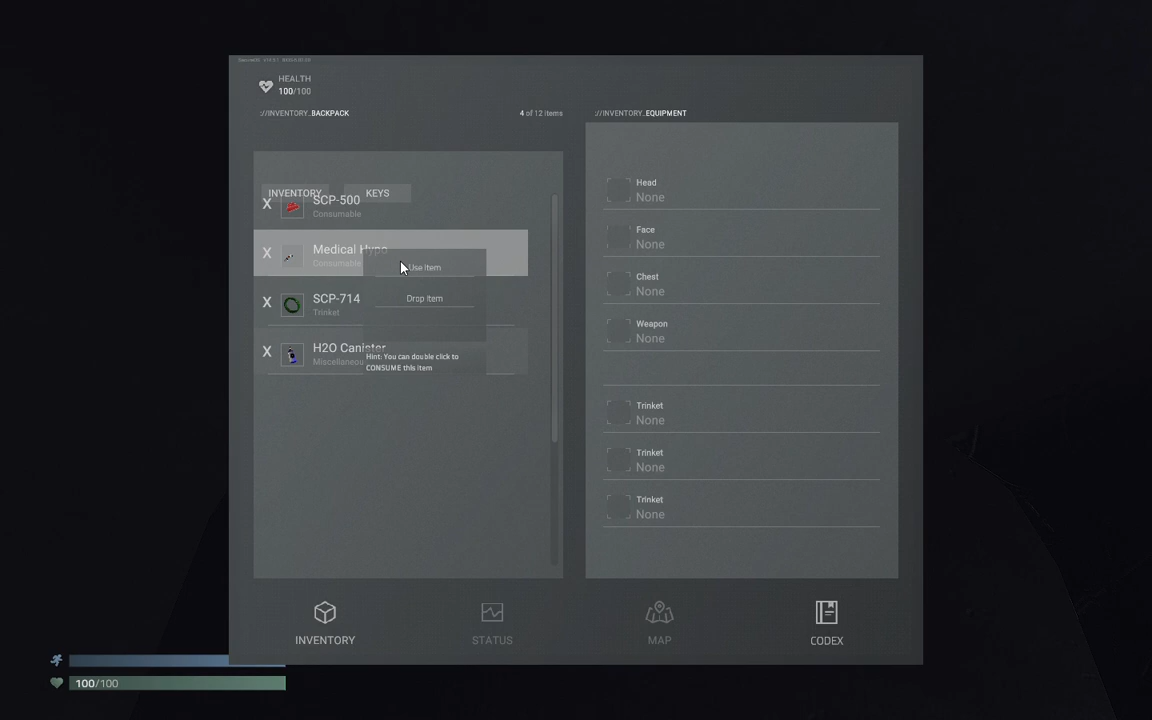 HEALTH
100/100
://INVENTORY_BACKPACK
4 of 12 items
://INVENTORY_EQUIPMENT
INVENTORY
KEYS
X
SCP-500
Consumable
X
Medical Hypo
Consumable
Use Item
Drop Item
X
SCP-714
Trinket
X
H2O Canister
Miscellaneou
Hint: You can double click to
CONSUME this item
Head
None
Face
None
Chest
None
Weapon
None
Trinket
None
Trinket
None
Trinket
None
INVENTORY
STATUS
MAP
CODEX
100/100